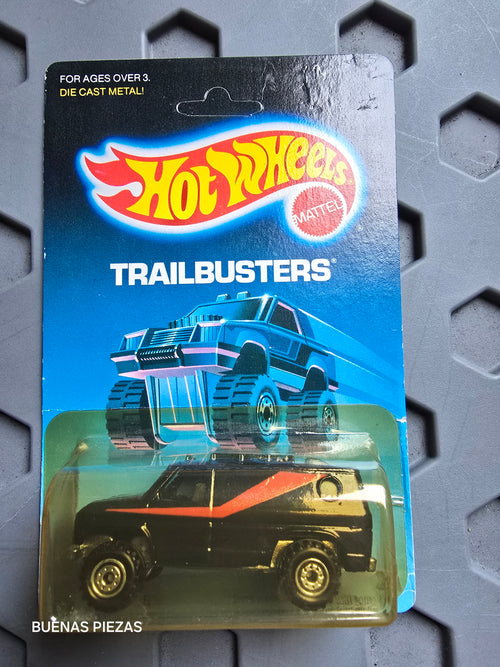 FOR AGES OVER 3.
DIE CAST METAL!
HOT WHEELS
MATTEL
TRAILBUSTERS®
BUENAS PIEZAS